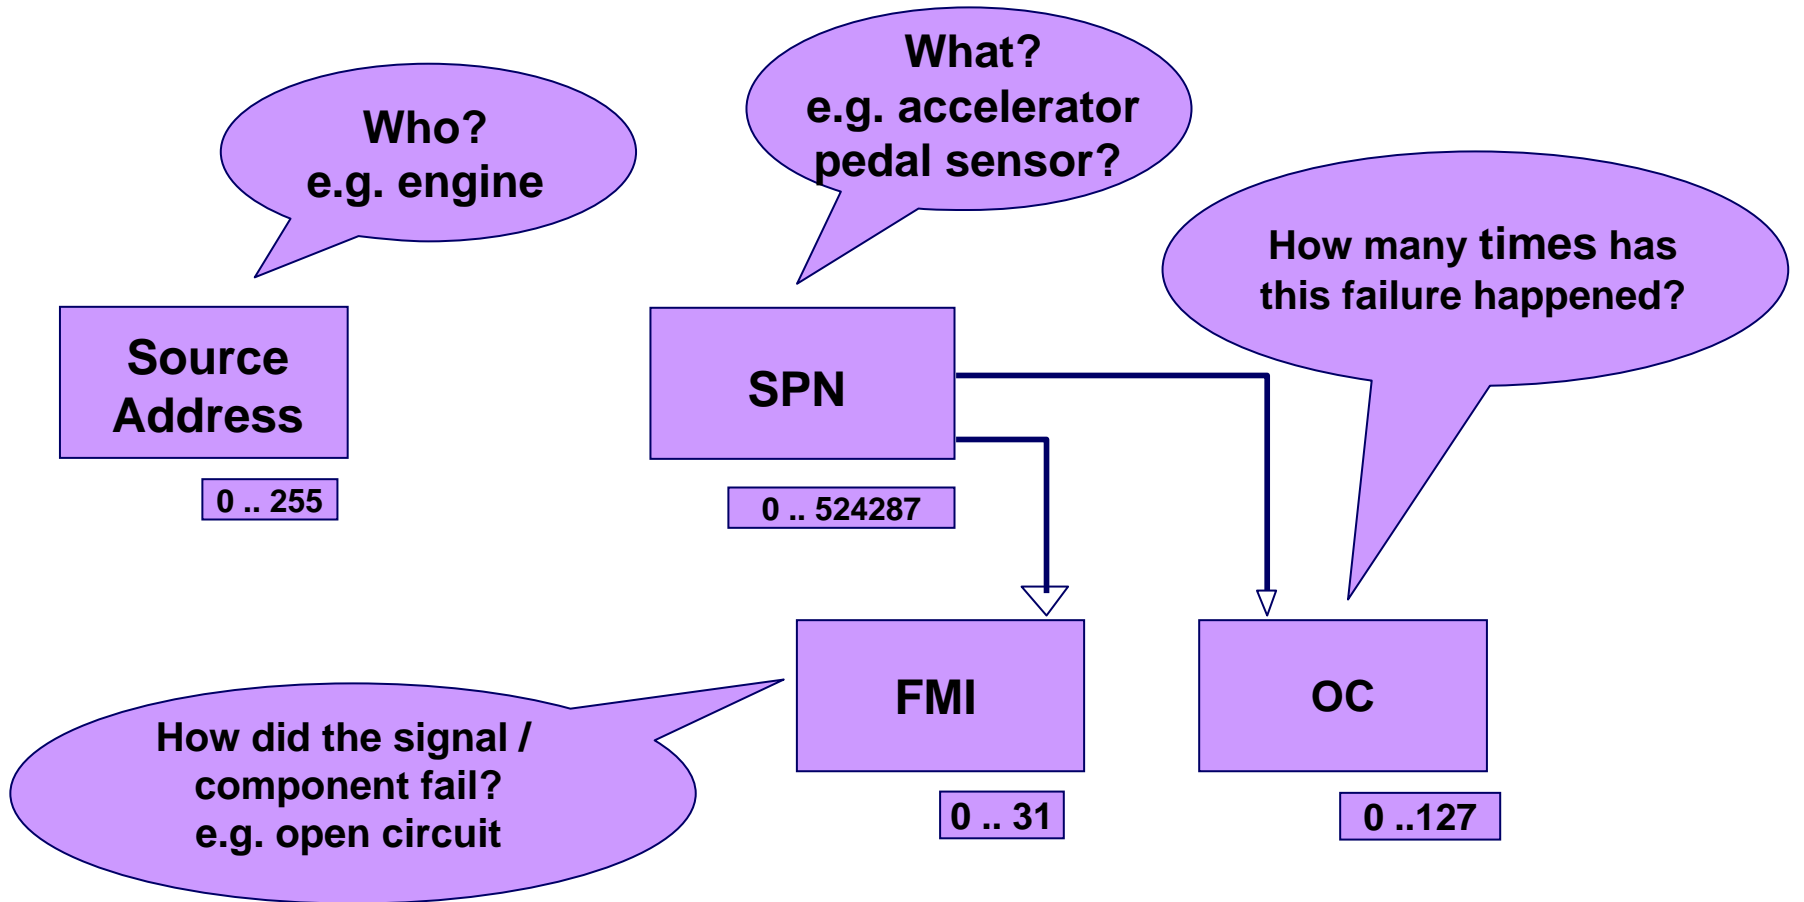 Who?
e.g. engine
What?
e.g. accelerator
pedal sensor?
How many times has
this failure happened?
Source
Address
0 .. 255
SPN
0 .. 524287
How did the signal /
component fail?
e.g. open circuit
FMI
0 .. 31
OC
0 ..127